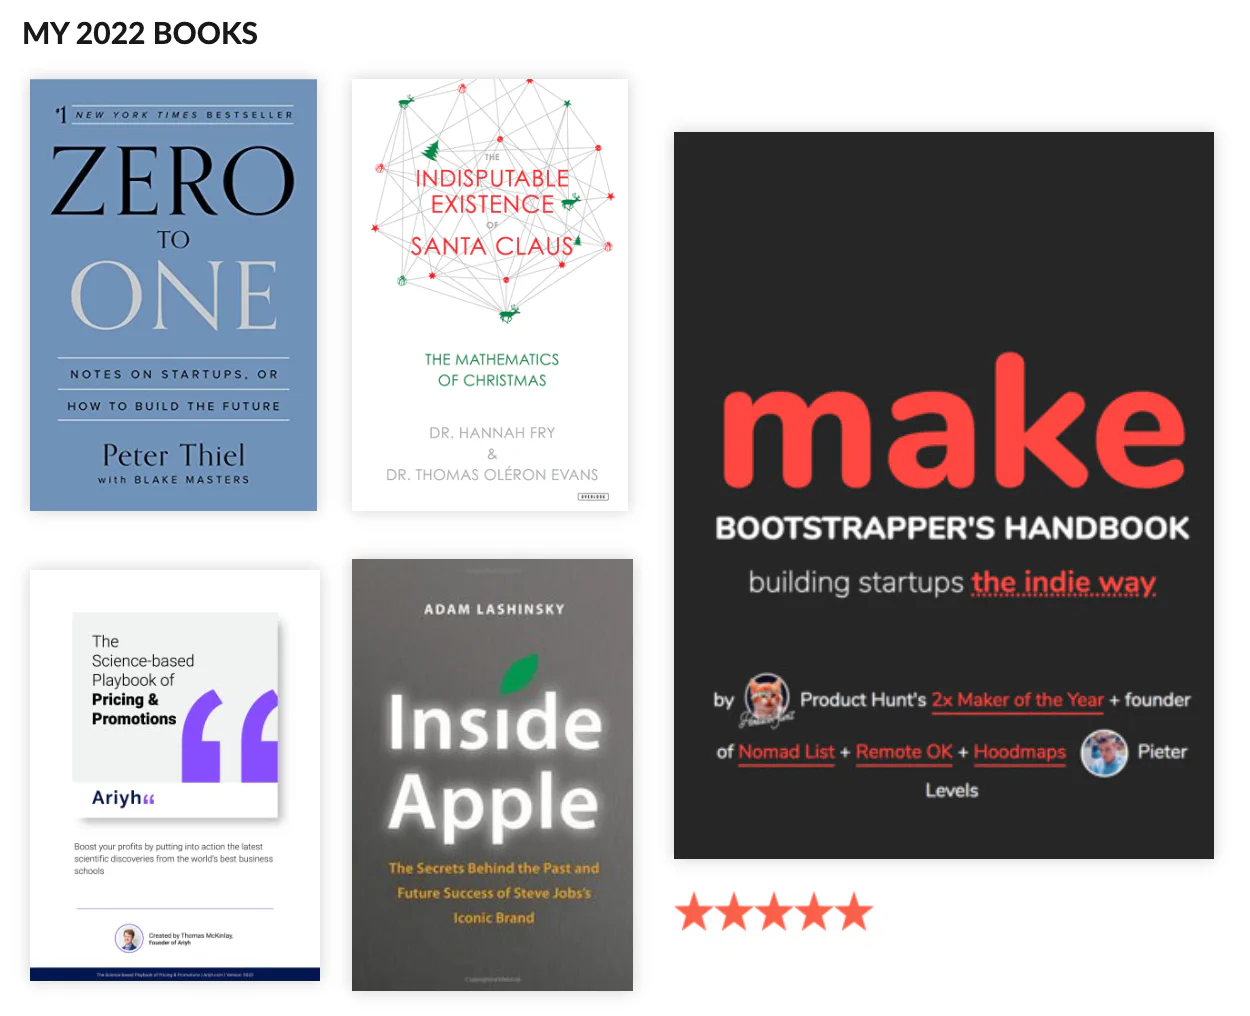 MY 2022 BOOKS
#1 NEW YORK TIMES BESTSELLER
ZERO
TO
ONE
NOTES ON STARTUPS, OR
HOW TO BUILD THE FUTURE
Peter Thiel
with BLAKE MASTERS
THE
INDISPUTABLE
EXISTENCE
OF
SANTA CLAUS
THE MATHEMATICS
OF CHRISTMAS
DR. HANNAH FRY
&
DR. THOMAS OLÉRON EVANS
OVERLOOK
The
Science-based
Playbook of
Pricing &
Promotions
Ariyh
Boost your profits by putting into action the latest
scientific discoveries from the world's best business
schools
Created by Thomas McKinlay,
Founder of Ariyh
ADAM LASHINSKY
Inside
Apple
The Secrets Behind the Past and
Future Success of Steve Jobs's
Iconic Brand
make
BOOTSTRAPPER'S HANDBOOK
building startups the indie way
by Product Hunt's 2x Maker of the Year + founder
of Nomad List + Remote OK + Hoodmaps Pieter
Levels